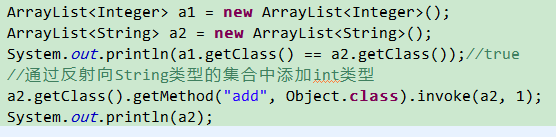 ArrayList<Integer> a1 = new ArrayList<Integer>();
ArrayList<String> a2 = new ArrayList<String>();
System.out.println(a1.getClass() == a2.getClass());//true
//通过反射向String类型的集合中添加int类型
a2.getClass().getMethod("add", Object.class).invoke(a2, 1);
System.out.println(a2);